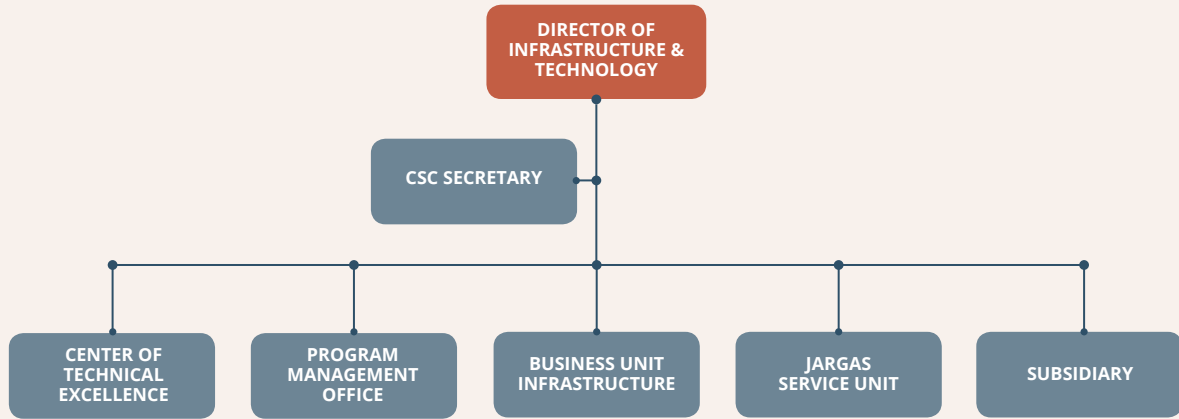 DIRECTOR OF
INFRASTRUCTURE &
TECHNOLOGY
CSC SECRETARY
CENTER OF
TECHNICAL
EXCELLENCE
PROGRAM
MANAGEMENT
OFFICE
BUSINESS UNIT
INFRASTRUCTURE
JARGAS
SERVICE UNIT
SUBSIDIARY